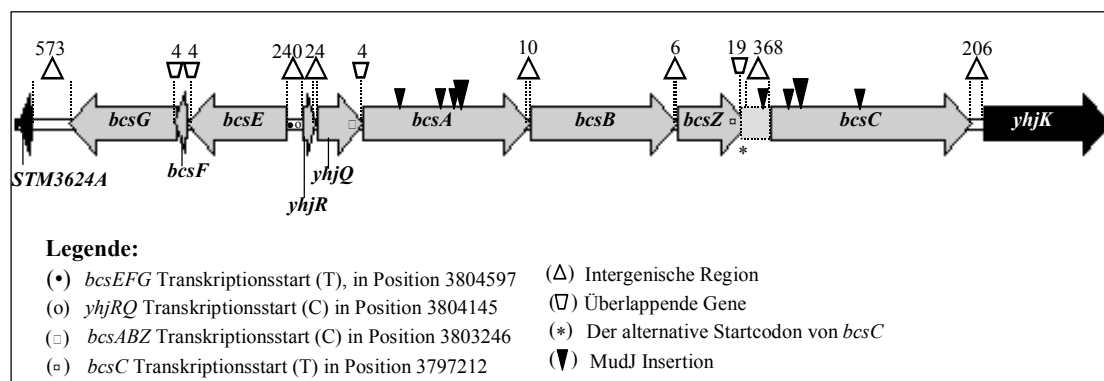 573 4 4 240 24 4 10 6 19 368 206
bcsG bcsE bcsA bcsB bcsZ bcsC yhjK
STM3624A bcsF yhjR yhjQ *
Legende:
(•) bcsEFG Transkriptionsstart (T), in Position 3804597
(o) yhjRQ Transkriptionsstart (C) in Position 3804145
(□) bcsABZ Transkriptionsstart (C) in Position 3803246
(¤) bcsC Transkriptionsstart (T) in Position 3797212
(△) Intergenische Region
Überlappende Gene
(*) Der alternative Startcodon von bcsC
(▼) MudJ Insertion